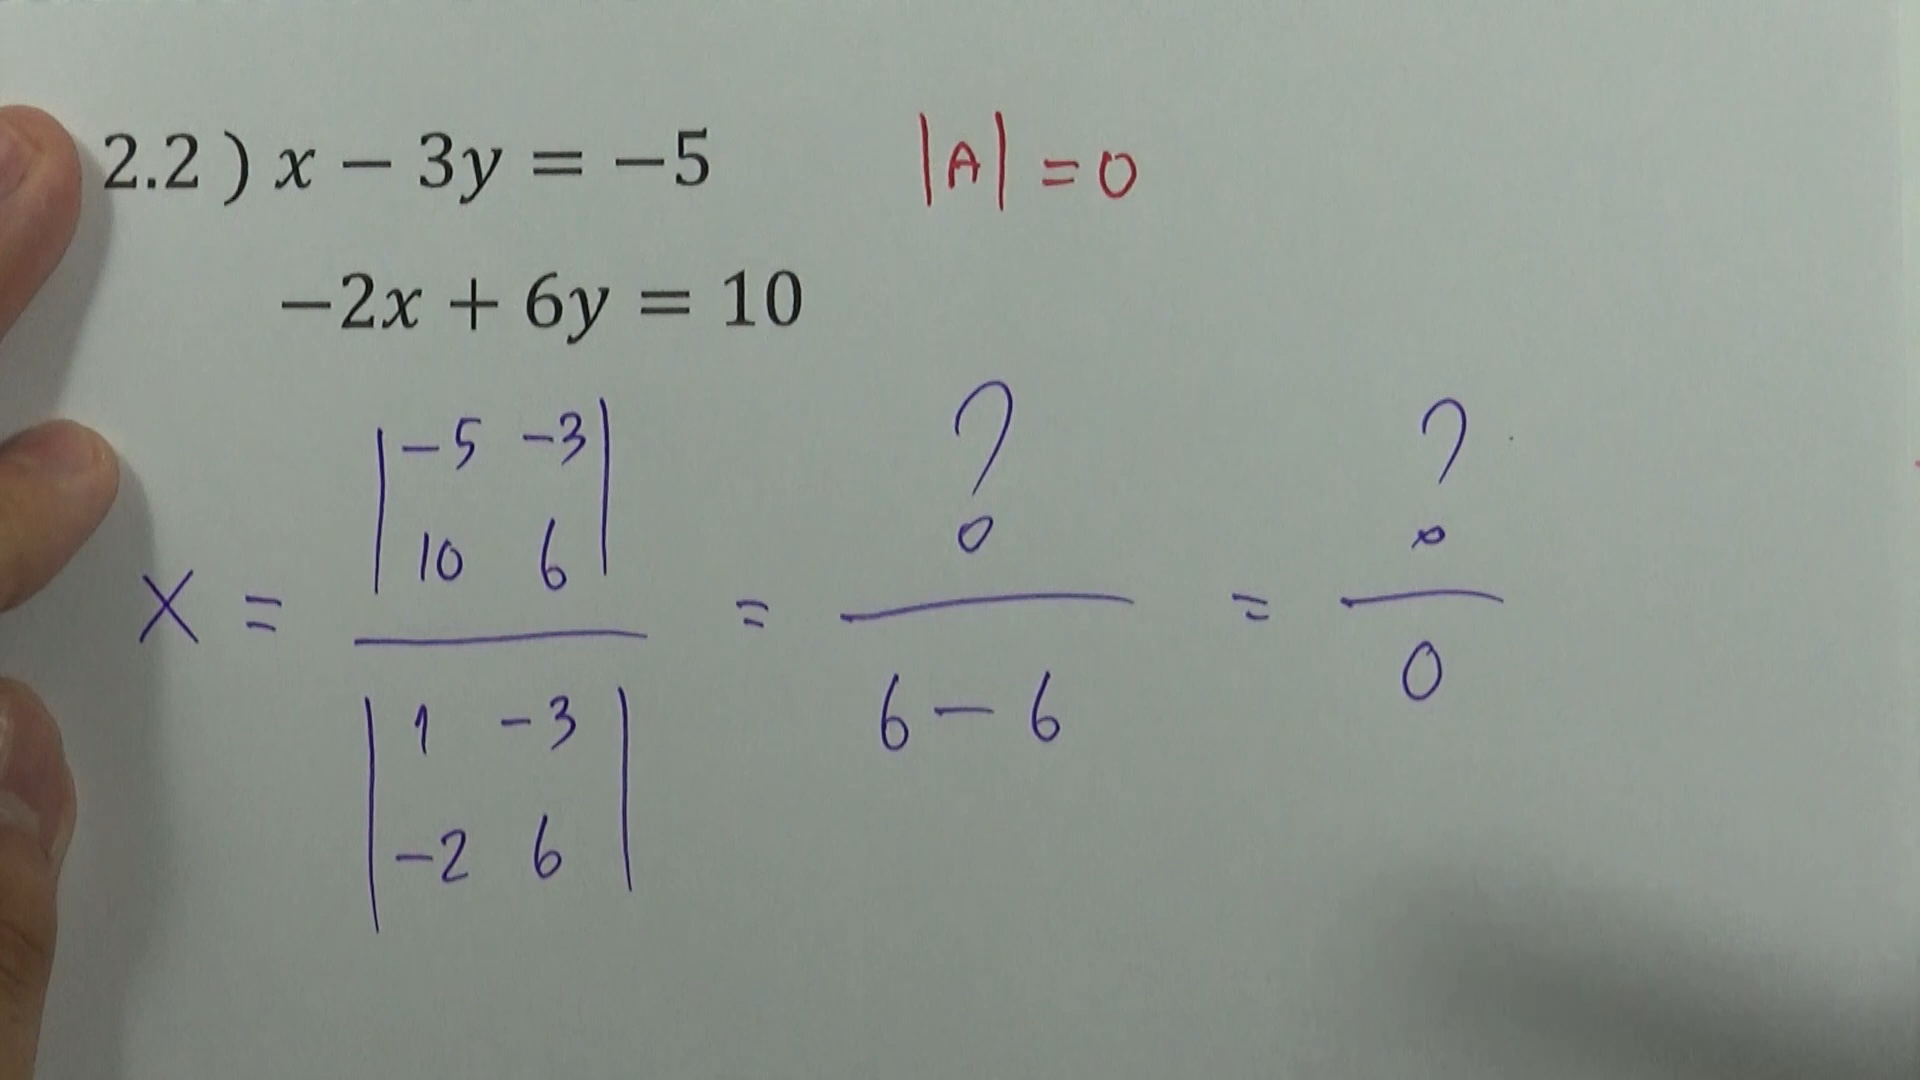 2.2 ) x − 3y = −5 |A| = 0
−2x + 6y = 10
|−5 −3|
|10 6|
X = ―― = ?/(6 − 6) = ?/0
|1 −3|
|−2 6|